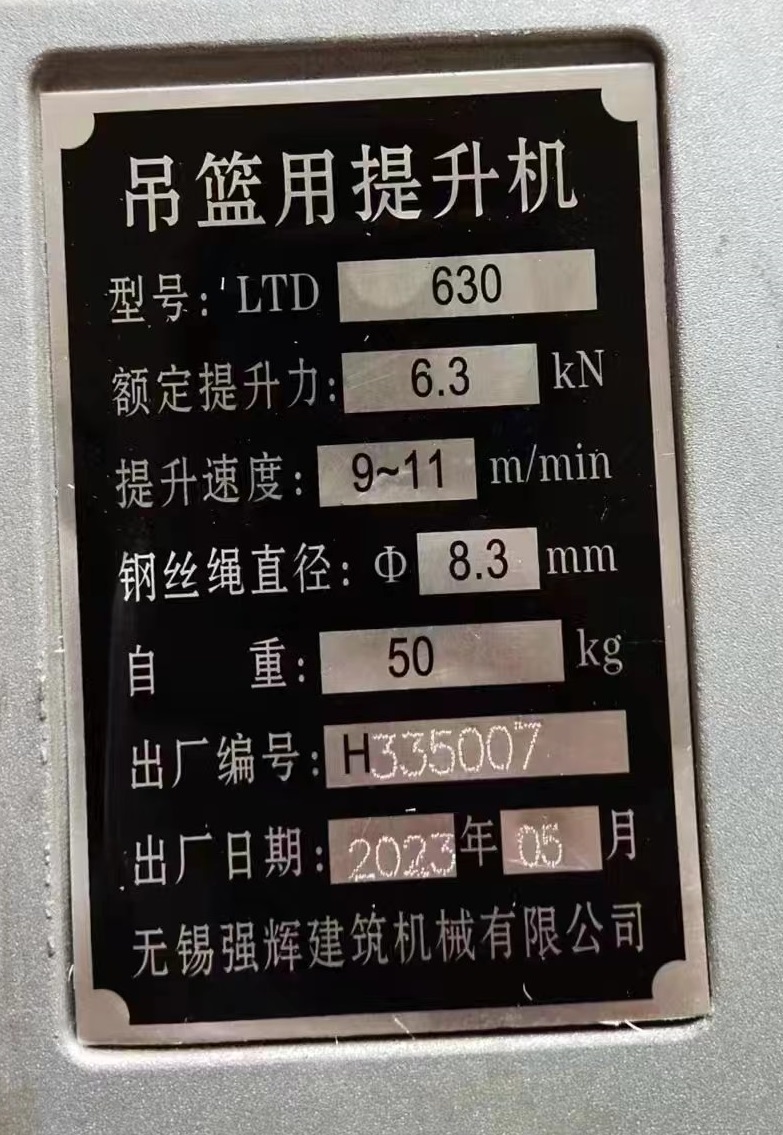 吊篮用提升机
型号：LTD 630
额定提升力：6.3 kN
提升速度：9~11 m/min
钢丝绳直径：Φ 8.3 mm
自 重：50 kg
出厂编号：H335007
出厂日期：2023年05月
无锡强辉建筑机械有限公司